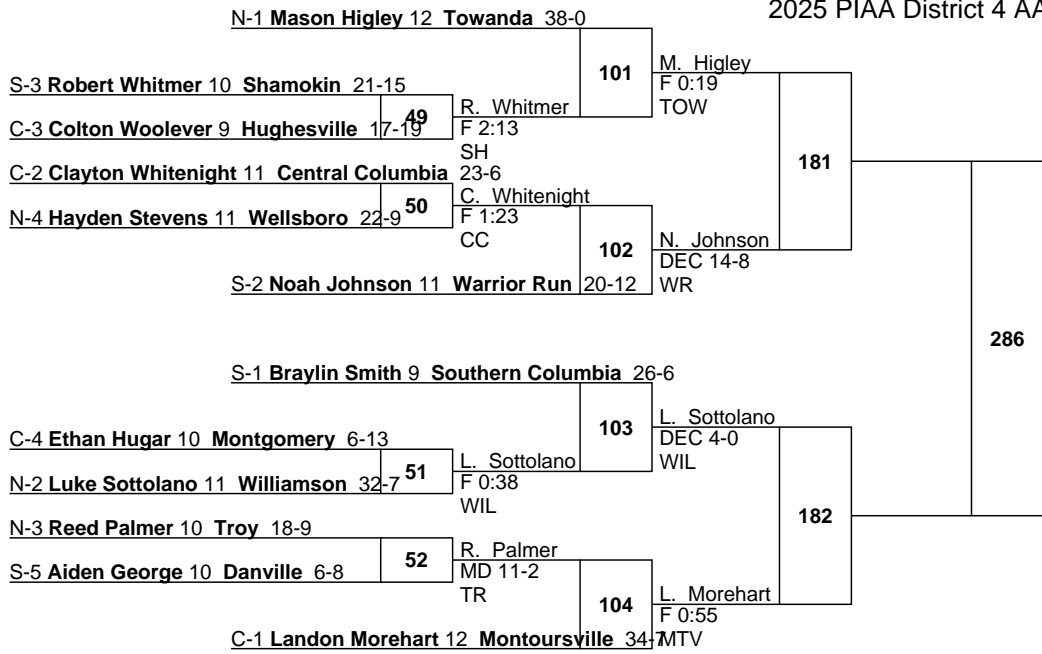 2025 PIAA District 4 AA
N-1 Mason Higley 12 Towanda 38-0
101
M. Higley
F 0:19
TOW
S-3 Robert Whitmer 10 Shamokin 21-15
49
R. Whitmer
F 2:13
SH
C-3 Colton Woolever 9 Hughesville 17-19
181
C-2 Clayton Whitenight 11 Central Columbia 23-6
50
C. Whitenight
F 1:23
CC
N-4 Hayden Stevens 11 Wellsboro 22-9
102
N. Johnson
DEC 14-8
WR
S-2 Noah Johnson 11 Warrior Run 20-12
286
S-1 Braylin Smith 9 Southern Columbia 26-6
103
L. Sottolano
DEC 4-0
WIL
C-4 Ethan Hugar 10 Montgomery 6-13
51
L. Sottolano
F 0:38
WIL
N-2 Luke Sottolano 11 Williamson 32-7
182
N-3 Reed Palmer 10 Troy 18-9
52
R. Palmer
MD 11-2
TR
S-5 Aiden George 10 Danville 6-8
104
L. Morehart
F 0:55
MTV
C-1 Landon Morehart 12 Montoursville 34-7